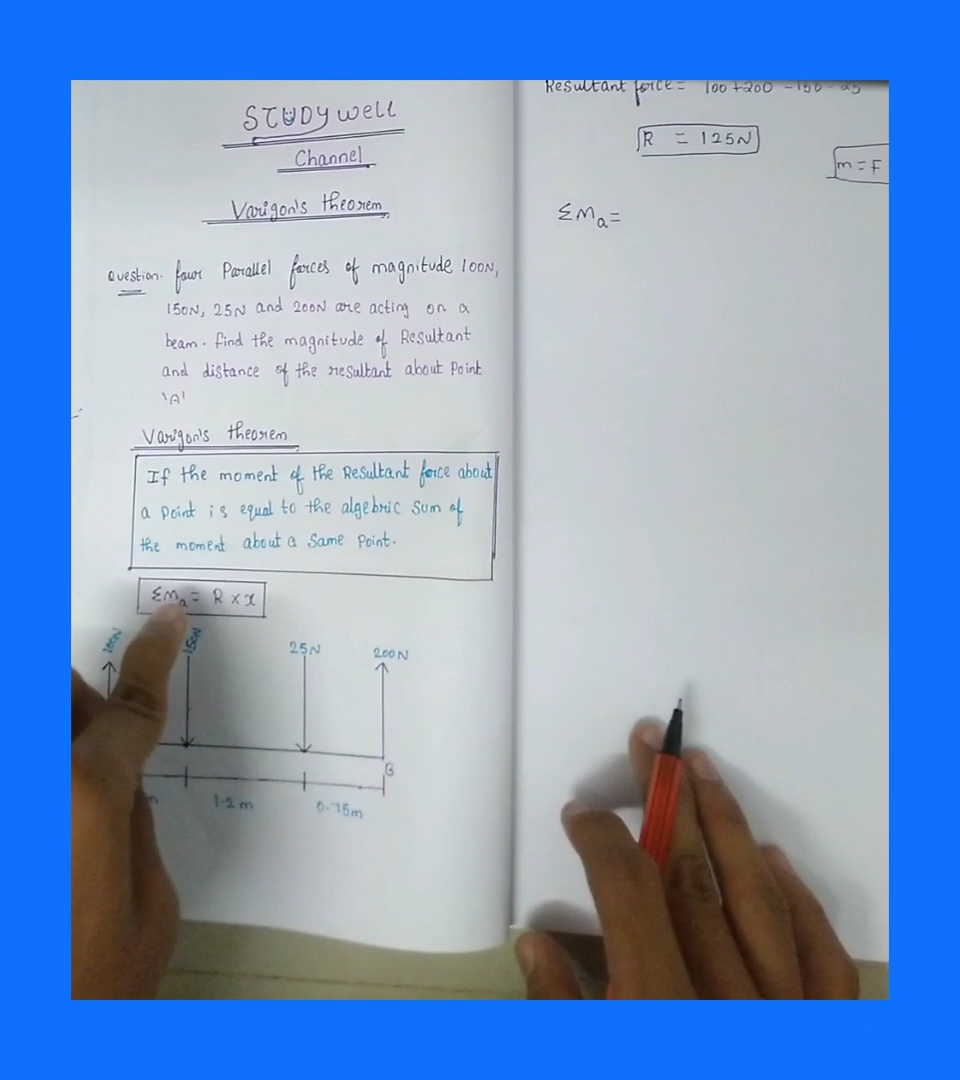 STUDY well
Channel
Varigon's theorem
Question. four Parallel forces of magnitude 100N,
150N, 25N and 200N are acting on a
beam. find the magnitude of Resultant
and distance of the resultant about Point
'A'
Varigon's theorem
If the moment of the Resultant force about
a Point is equal to the algebric sum of
the moment about a Same Point.
ΣMa = R × x
100N
150N
25N
200N
B
m
1.2 m
0.75m
Resultant force = 100 +200 -150 -25
R = 125N
m = F
ΣMa =